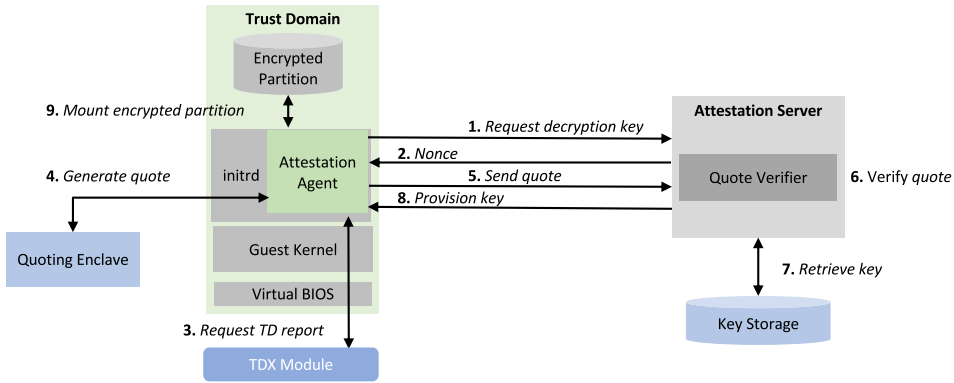 Trust Domain
Encrypted
Partition
9. Mount encrypted partition
Attestation Server
1. Request decryption key
2. Nonce
Attestation
Agent
initrd
4. Generate quote
5. Send quote
Quote Verifier
6. Verify quote
8. Provision key
Guest Kernel
Quoting Enclave
7. Retrieve key
Virtual BIOS
3. Request TD report
Key Storage
TDX Module